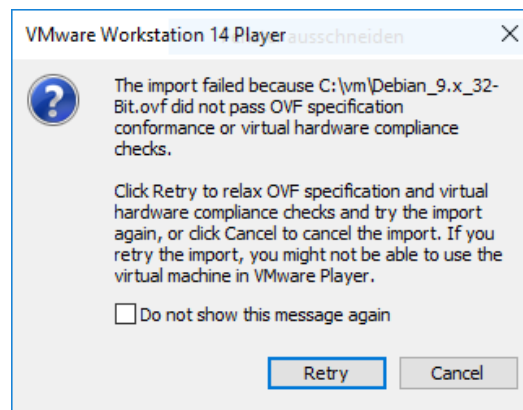 VMware Workstation 14 Player
ausschneiden
The import failed because C:\vm\Debian_9.x_32-
Bit.ovf did not pass OVF specification
conformance or virtual hardware compliance
checks.
Click Retry to relax OVF specification and virtual
hardware compliance checks and try the import
again, or click Cancel to cancel the import. If you
retry the import, you might not be able to use the
virtual machine in VMware Player.
Do not show this message again
Retry
Cancel